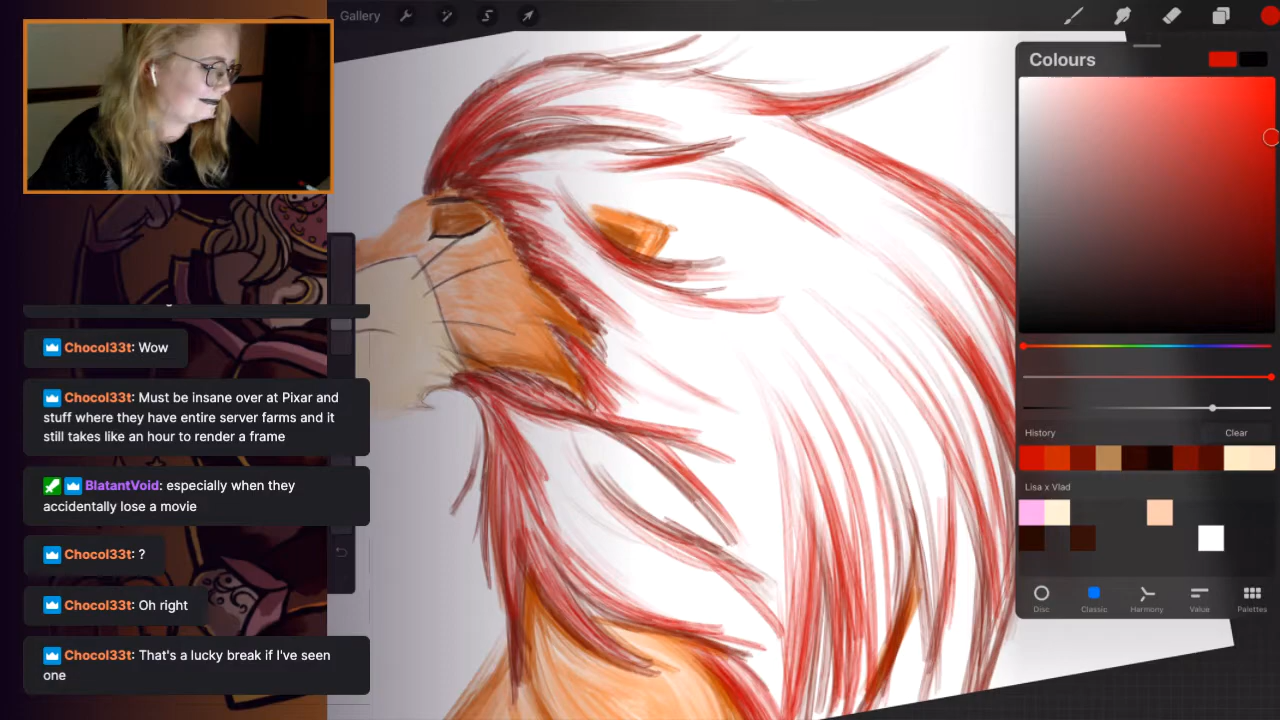 Gallery
Colours
Chocol33t: Wow
Chocol33t: Must be insane over at Pixar and
stuff where they have entire server farms and it
still takes like an hour to render a frame
BlatantVoid: especially when they
accidentally lose a movie
Chocol33t: ?
Chocol33t: Oh right
Chocol33t: That's a lucky break if I've seen
one
History
Clear
Lisa x Vlad
Disc
Classic
Harmony
Value
Palettes